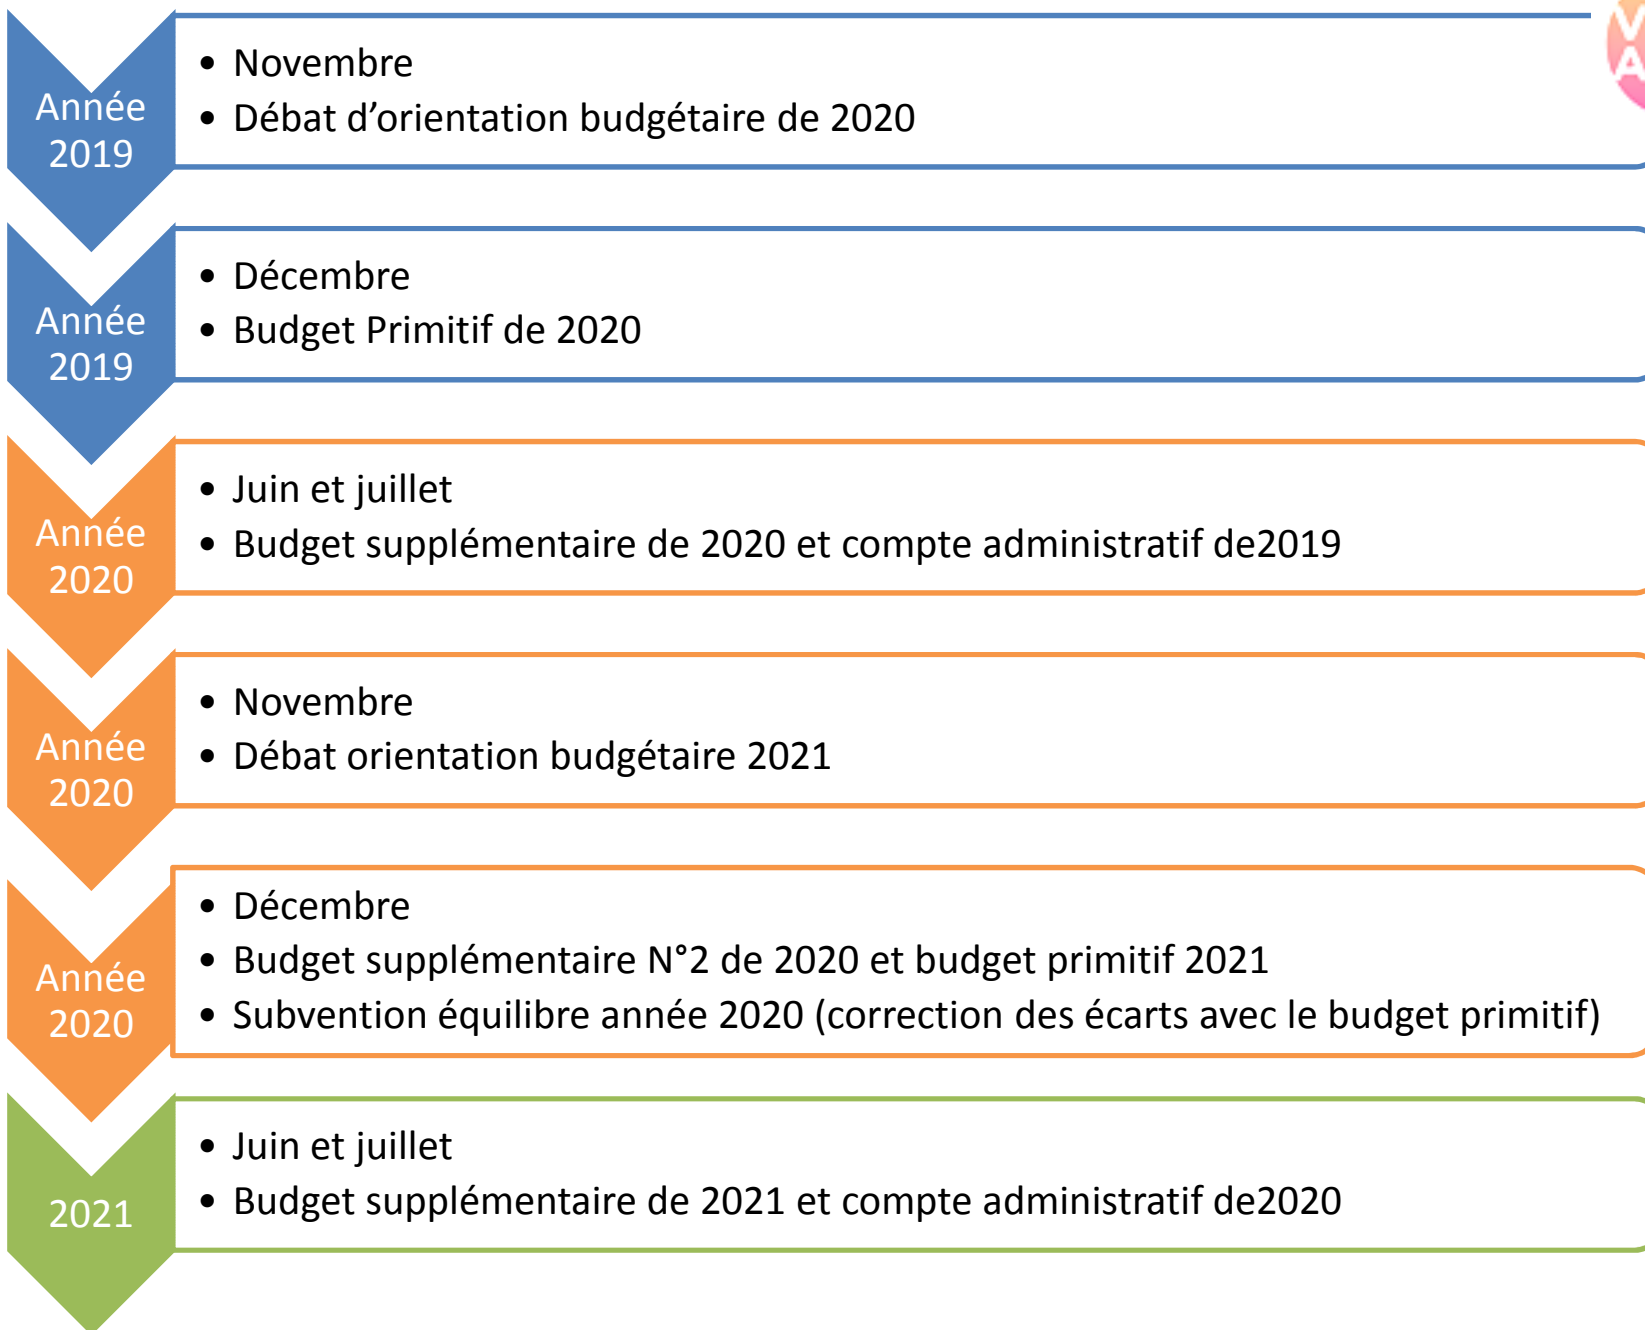 V
A
Année
2019
• Novembre
• Débat d’orientation budgétaire de 2020
Année
2019
• Décembre
• Budget Primitif de 2020
Année
2020
• Juin et juillet
• Budget supplémentaire de 2020 et compte administratif de2019
Année
2020
• Novembre
• Débat orientation budgétaire 2021
Année
2020
• Décembre
• Budget supplémentaire N°2 de 2020 et budget primitif 2021
• Subvention équilibre année 2020 (correction des écarts avec le budget primitif)
2021
• Juin et juillet
• Budget supplémentaire de 2021 et compte administratif de2020